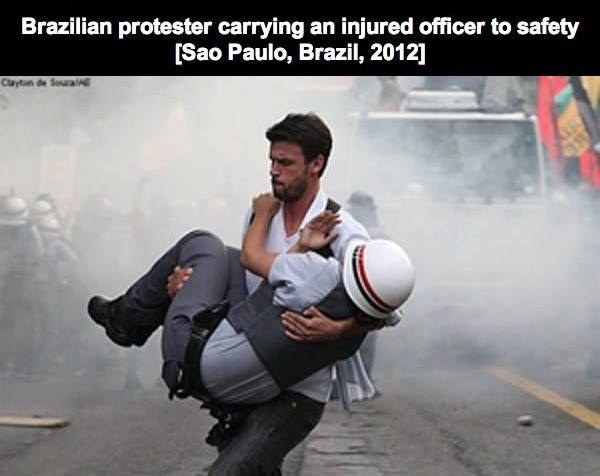 Brazilian protester carrying an injured officer to safety
[Sao Paulo, Brazil, 2012]
Clayton de Souza/AE